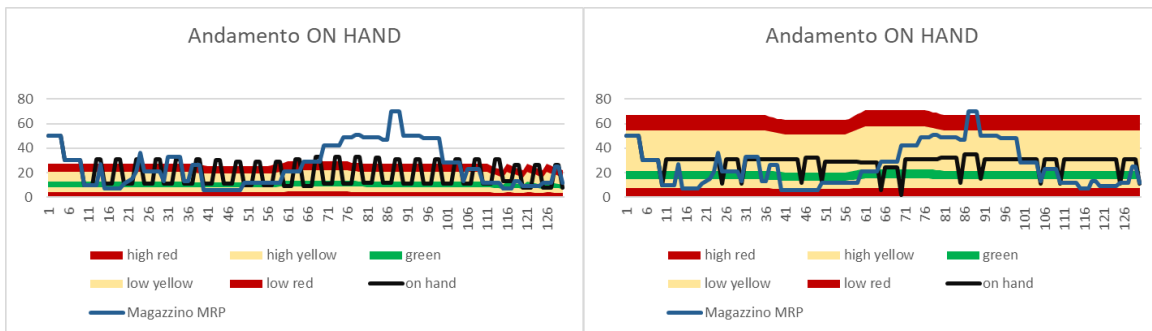 Andamento ON HAND
80
60
40
20
0
1 6 11 16 21 26 31 36 41 46 51 56 61 66 71 76 81 86 91 96 101 106 111 116 121 126
high red high yellow green
low yellow low red on hand
Magazzino MRP
Andamento ON HAND
80
60
40
20
0
1 6 11 16 21 26 31 36 41 46 51 56 61 66 71 76 81 86 91 96 101 106 111 116 121 126
high red high yellow green
low yellow low red on hand
Magazzino MRP